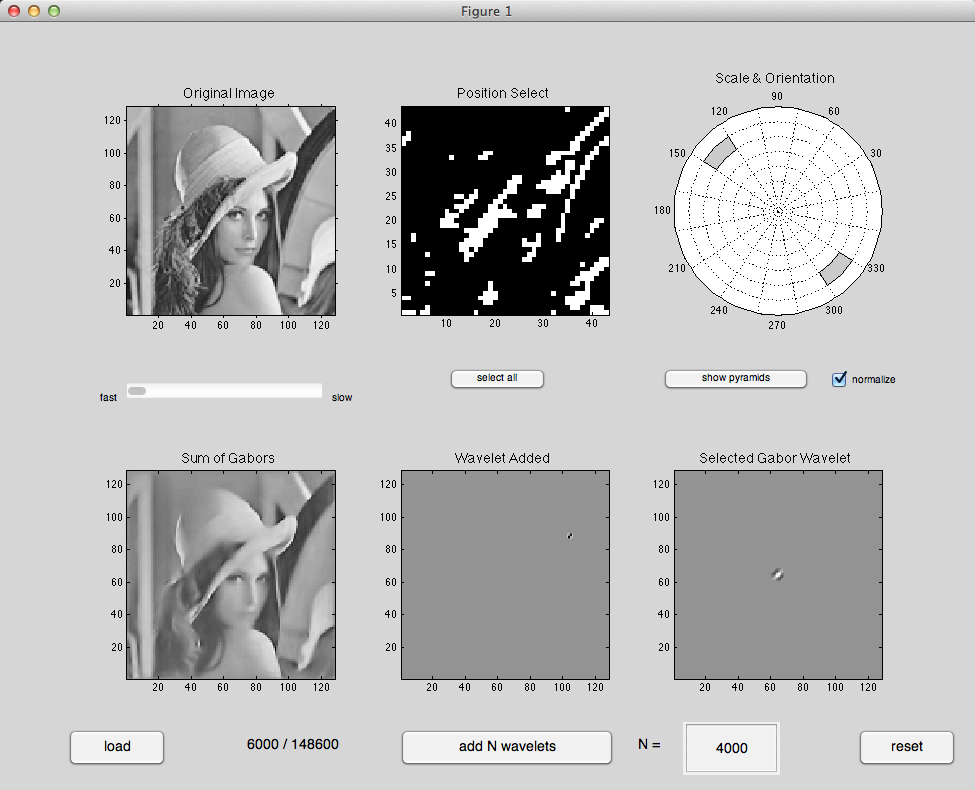 Figure 1
Original Image
Position Select
Scale & Orientation
120
100
80
60
40
20
20 40 60 80 100 120
40
35
30
25
20
15
10
5
10 20 30 40
90
120 60
150 30
180
210 330
240 300
270
fast slow
select all
show pyramids
normalize
Sum of Gabors
Wavelet Added
Selected Gabor Wavelet
120
100
80
60
40
20
20 40 60 80 100 120
120
100
80
60
40
20
20 40 60 80 100 120
120
100
80
60
40
20
20 40 60 80 100 120
load
6000 / 148600
add N wavelets
N =
4000
reset